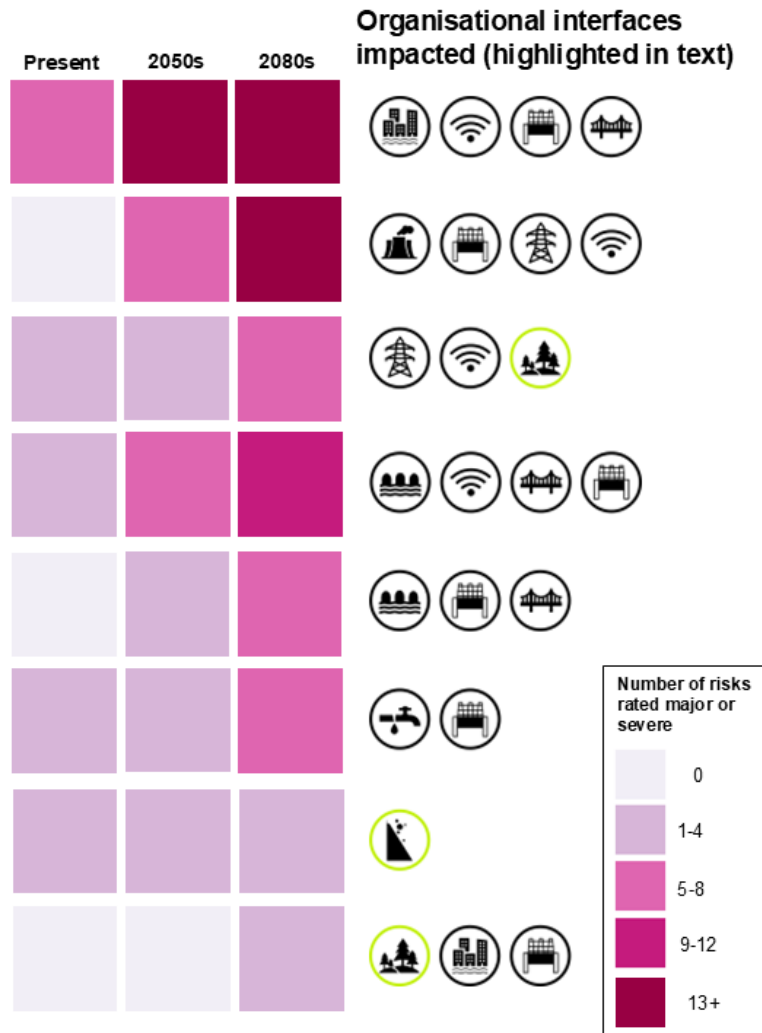 Organisational interfaces
impacted (highlighted in text)
Present 2050s 2080s
Number of risks
rated major or
severe
0
1-4
5-8
9-12
13+